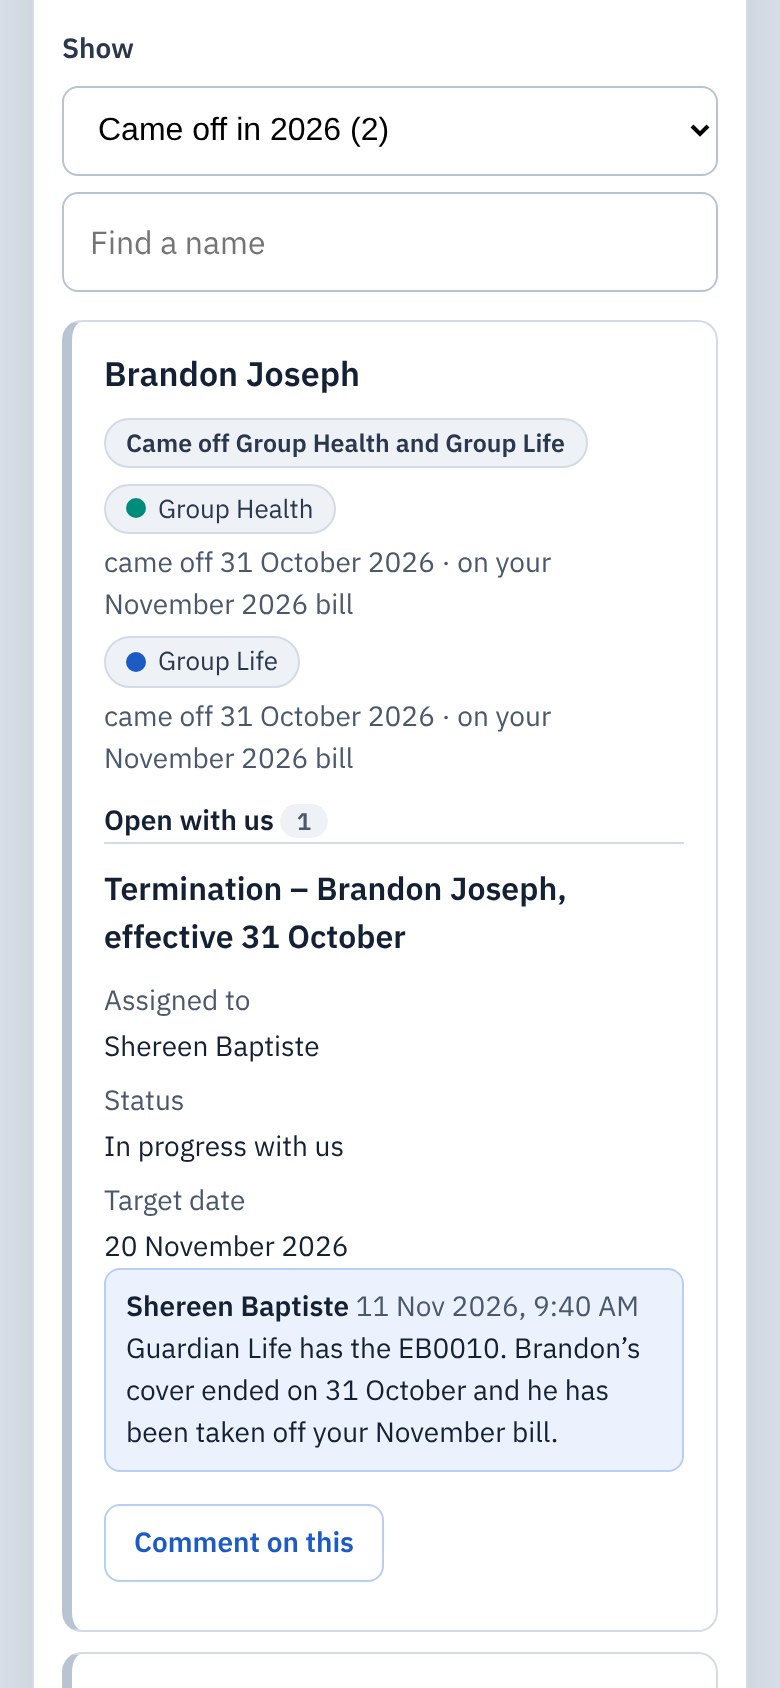 Show
Came off in 2026 (2)
Find a name
Brandon Joseph
Came off Group Health and Group Life
Group Health
came off 31 October 2026 · on your
November 2026 bill
Group Life
came off 31 October 2026 · on your
November 2026 bill
Open with us 1
Termination – Brandon Joseph,
effective 31 October
Assigned to
Shereen Baptiste
Status
In progress with us
Target date
20 November 2026
Shereen Baptiste 11 Nov 2026, 9:40 AM
Guardian Life has the EB0010. Brandon’s
cover ended on 31 October and he has
been taken off your November bill.
Comment on this